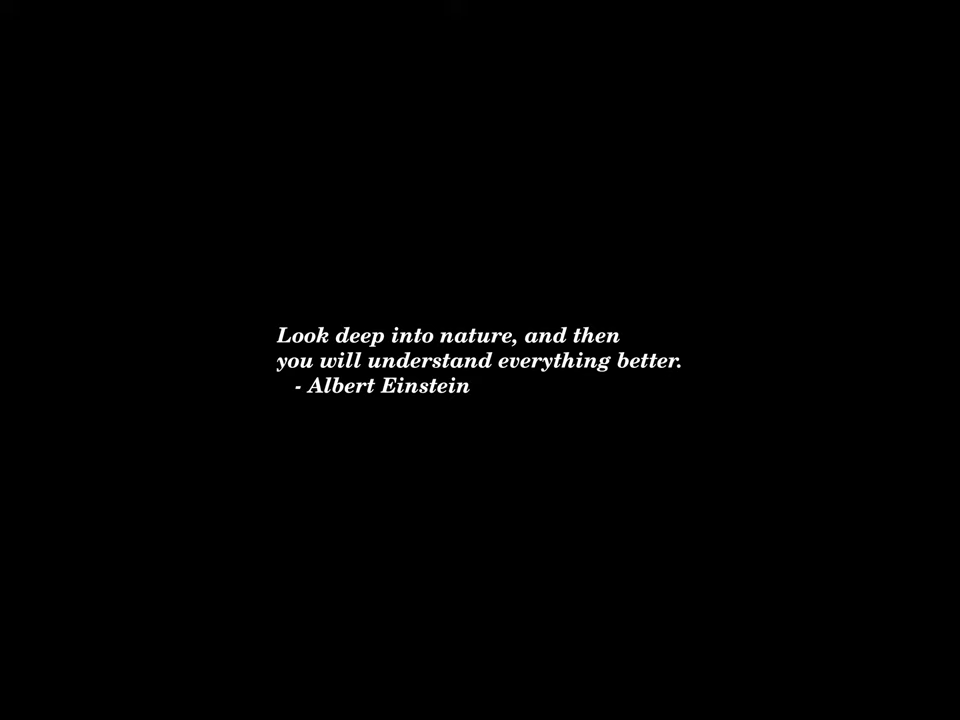 Look deep into nature, and then
you will understand everything better.
- Albert Einstein